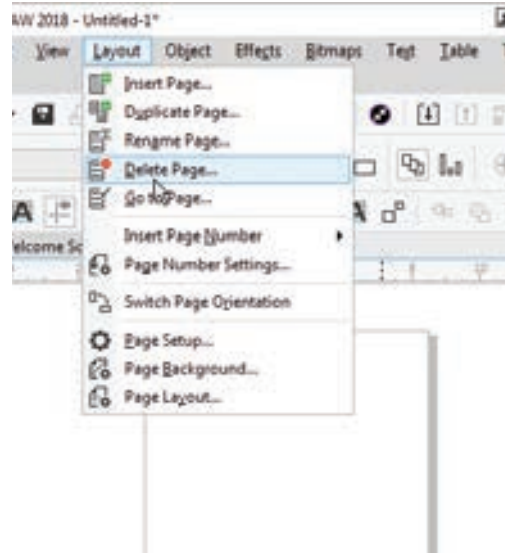 AW 2018 - Untitled-1*
View Layout Object Effects Bitmaps Text Table
Insert Page...
Duplicate Page...
Rename Page...
Delete Page...
Go to Page...
Insert Page Number
Page Number Settings...
Switch Page Orientation
Page Setup...
Page Background...
Page Layout...
elcome Sc